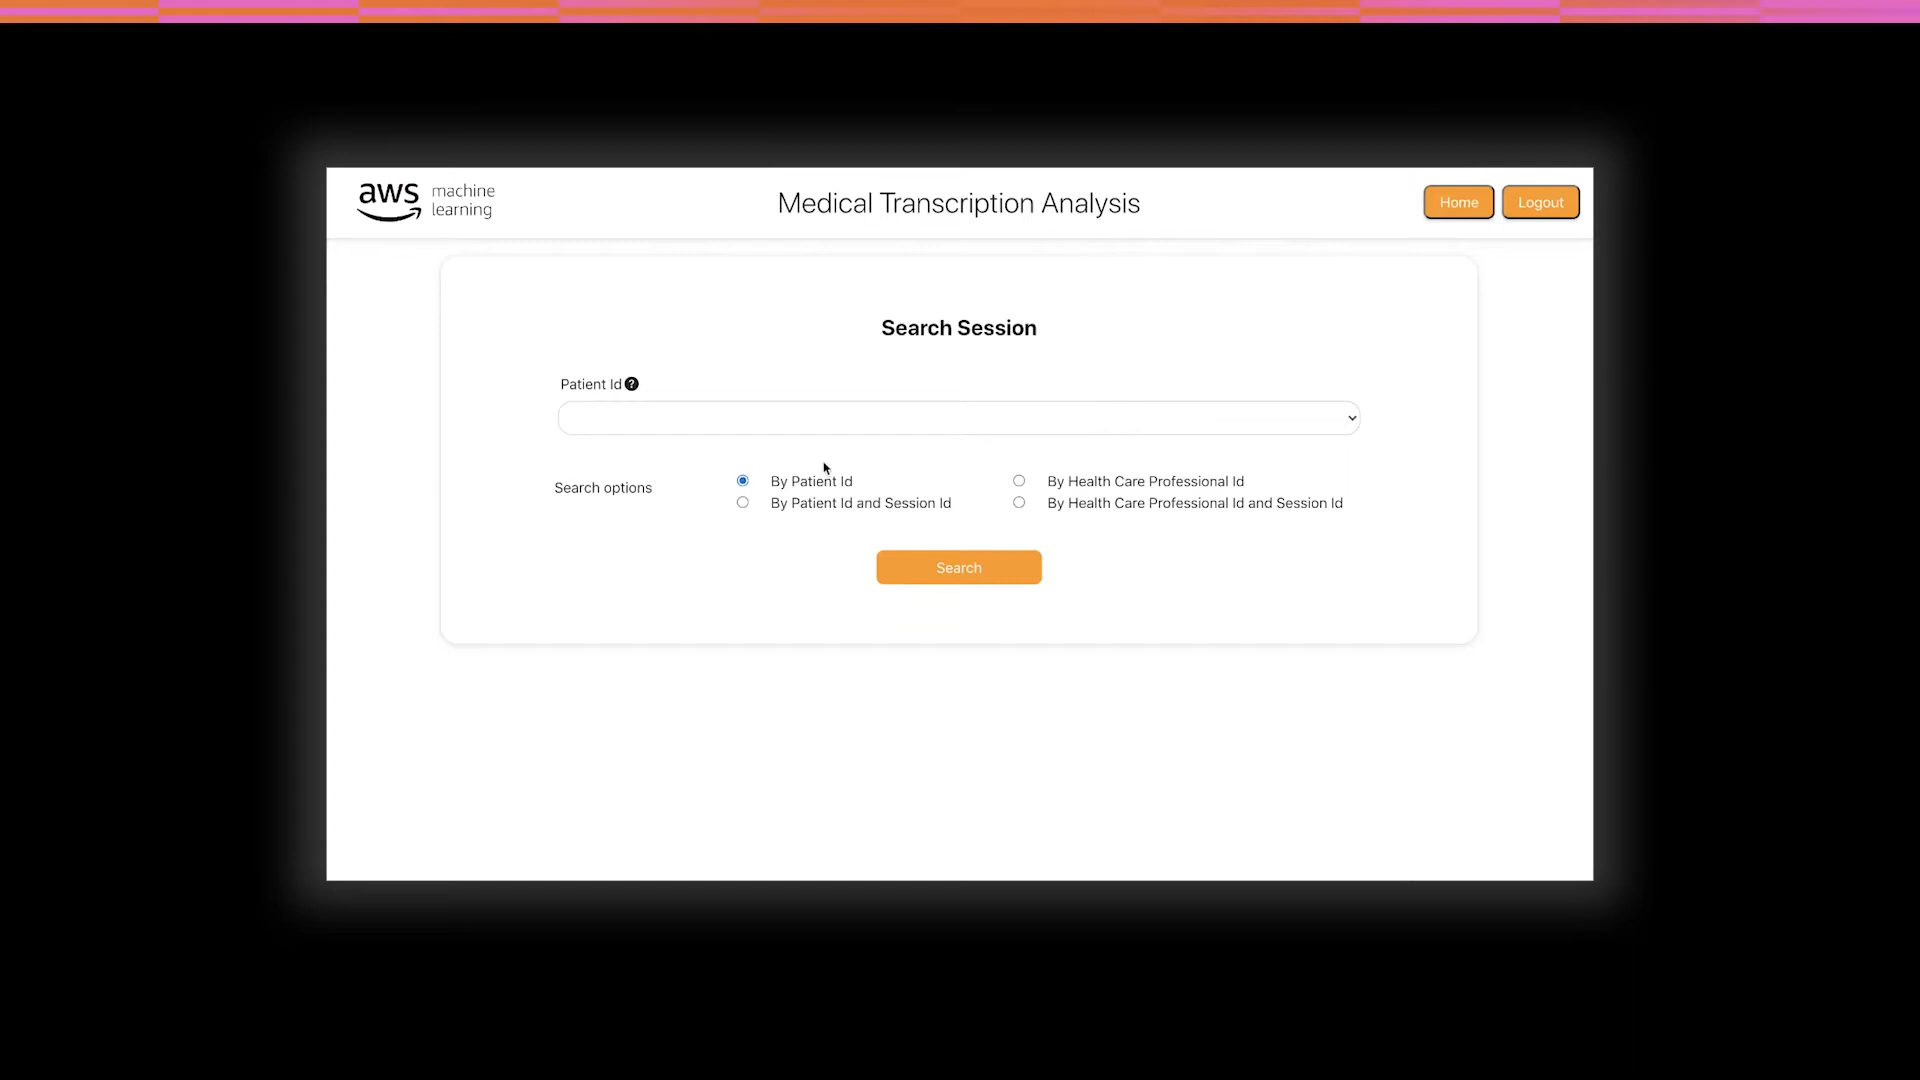 aws machine learning
Medical Transcription Analysis
Home
Logout
Search Session
Patient Id ?
Search options
By Patient Id
By Health Care Professional Id
By Patient Id and Session Id
By Health Care Professional Id and Session Id
Search